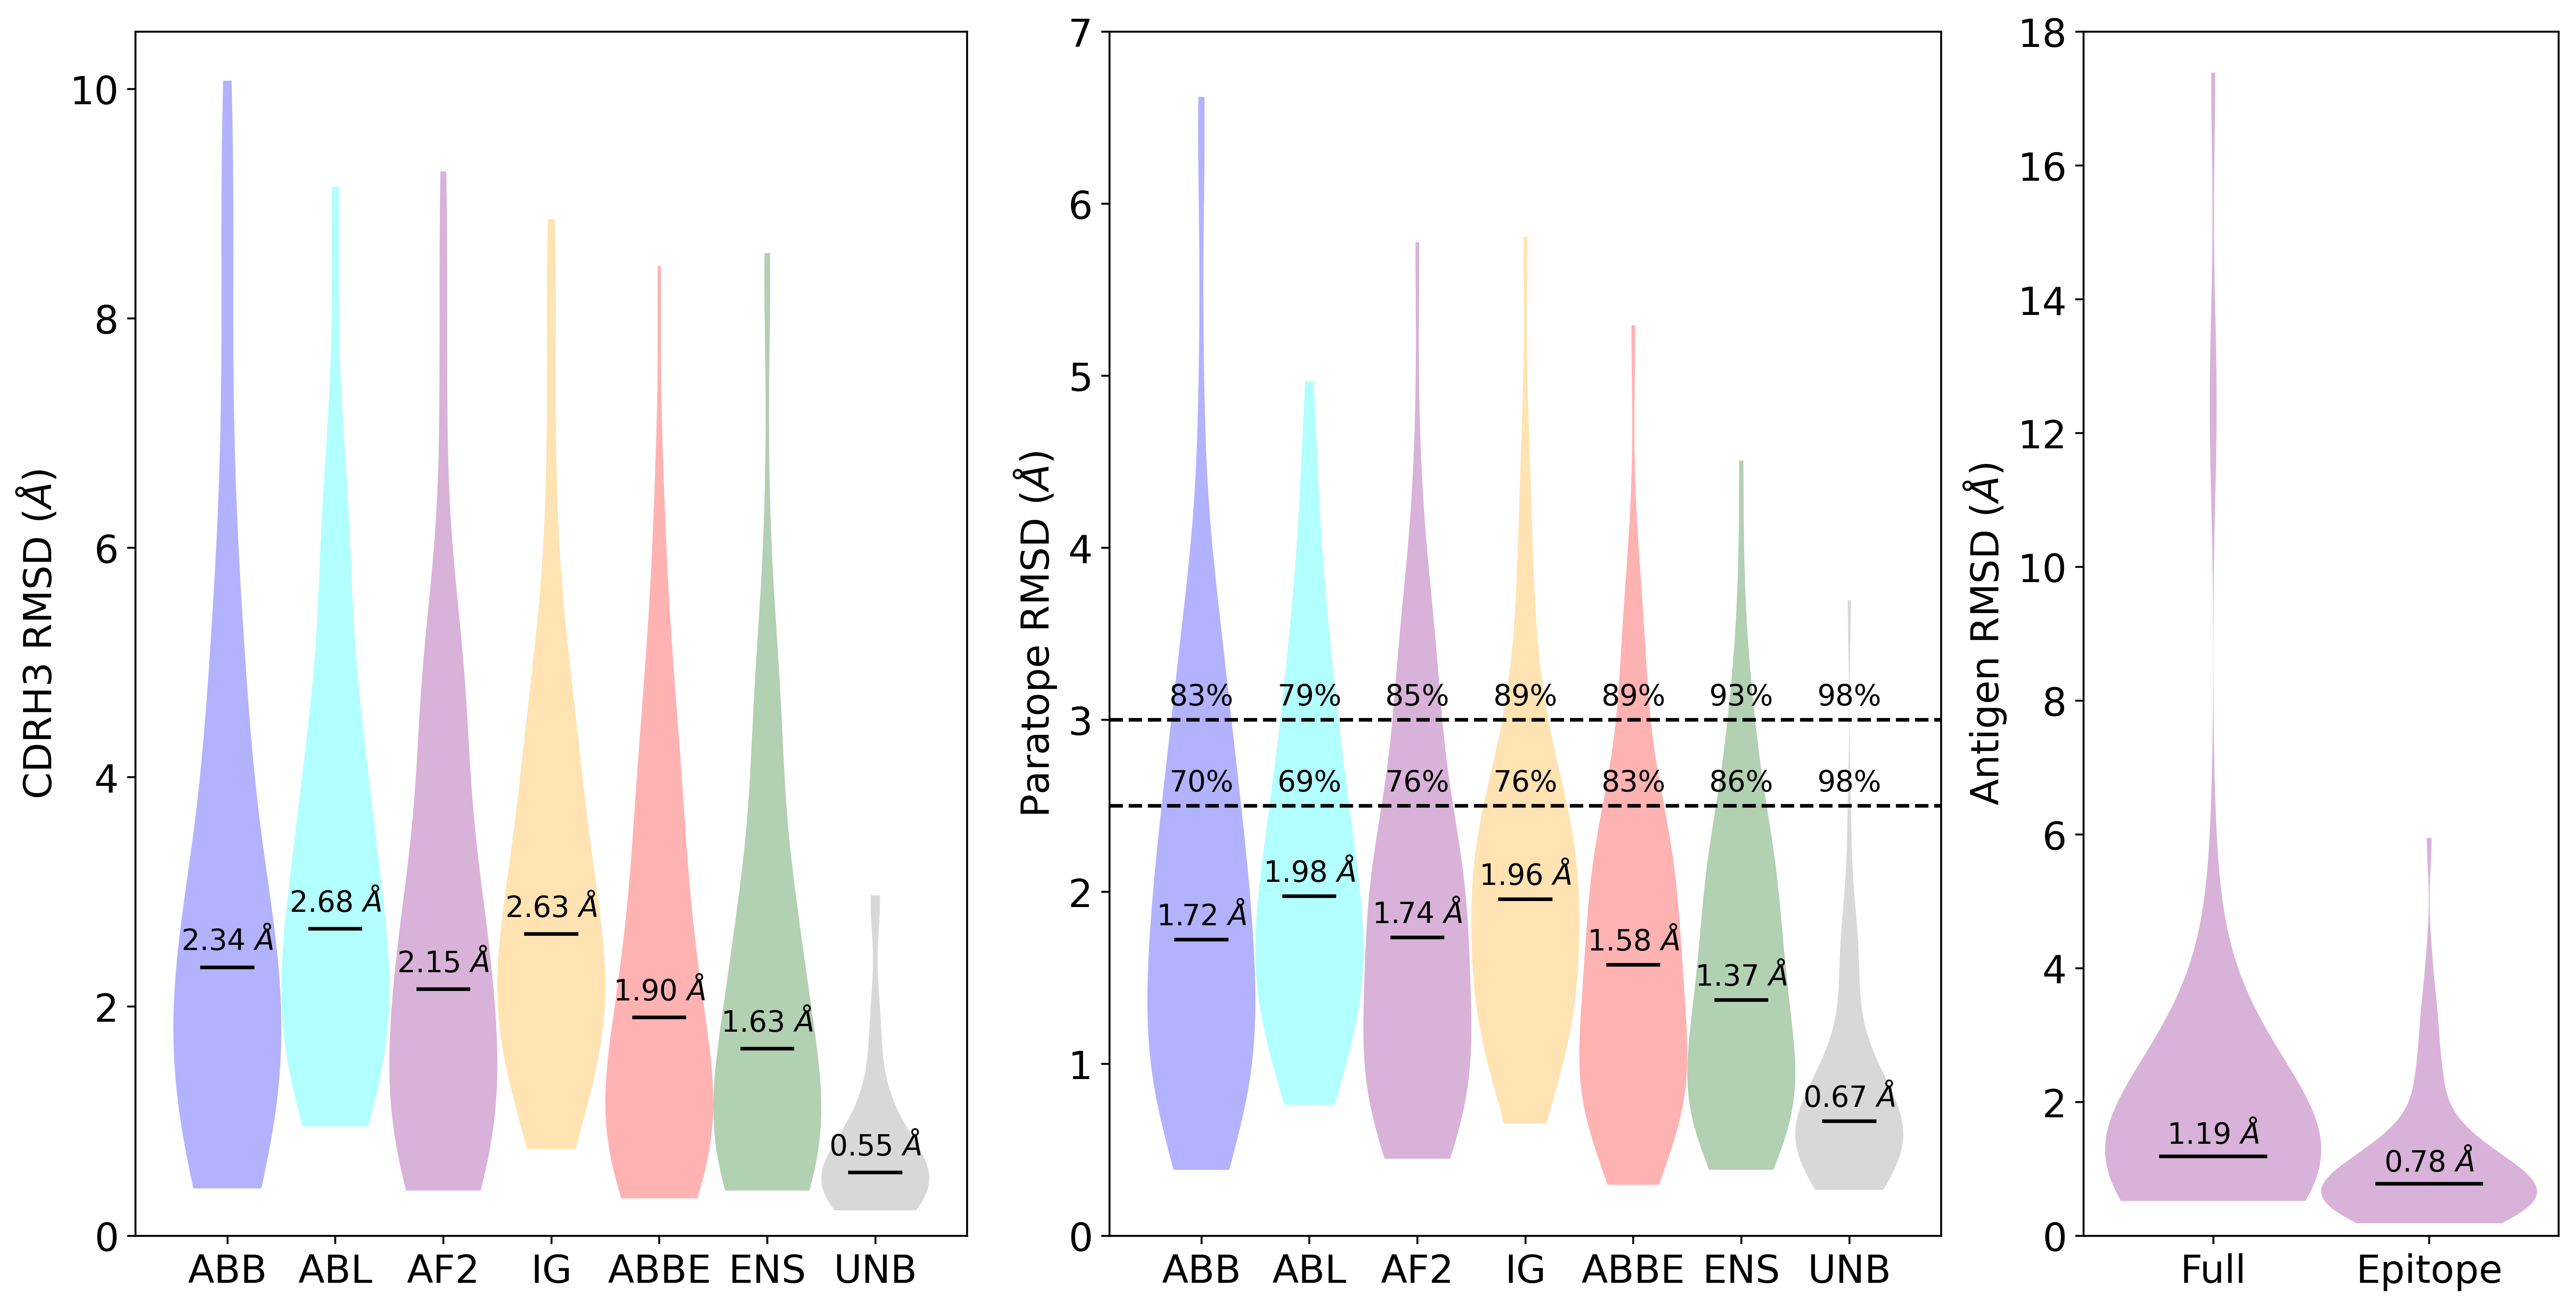 CDRH3 RMSD (Å)
10
8
6
4
2
0
2.34 Å
2.68 Å
2.15 Å
2.63 Å
1.90 Å
1.63 Å
0.55 Å
ABB ABL AF2 IG ABBE ENS UNB
Paratope RMSD (Å)
7
6
5
4
3
2
1
0
83% 79% 85% 89% 89% 93% 98%
70% 69% 76% 76% 83% 86% 98%
1.72 Å
1.98 Å
1.74 Å
1.96 Å
1.58 Å
1.37 Å
0.67 Å
ABB ABL AF2 IG ABBE ENS UNB
Antigen RMSD (Å)
18
16
14
12
10
8
6
4
2
0
1.19 Å
0.78 Å
Full Epitope